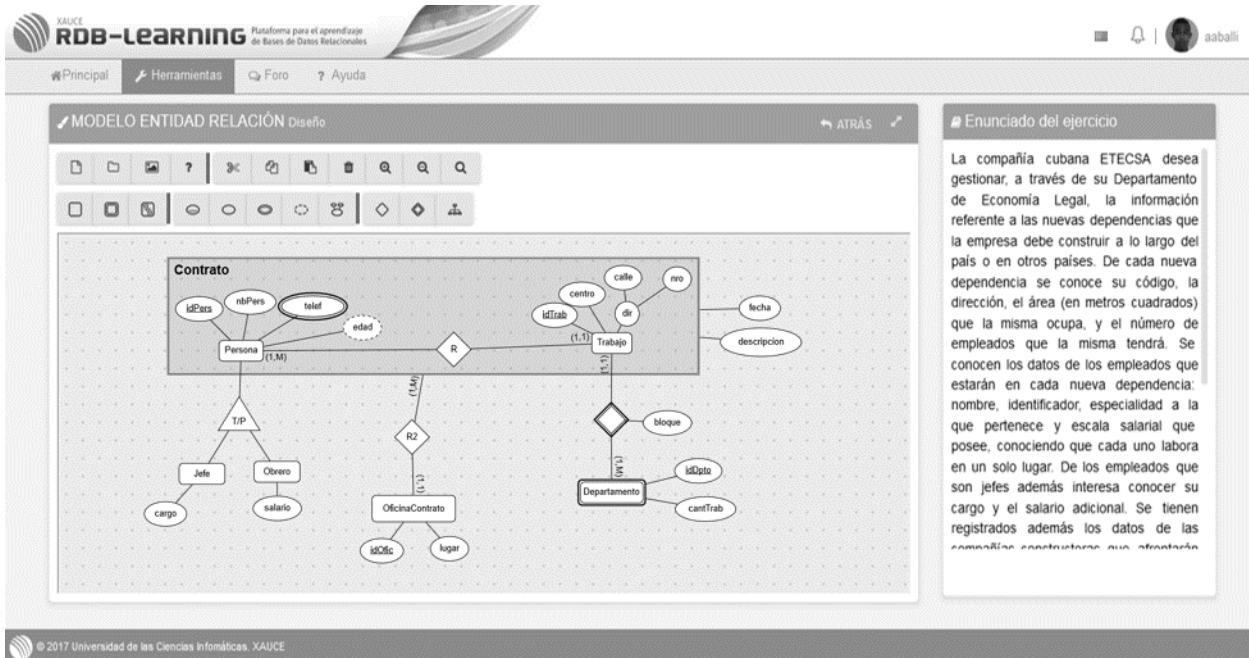 XAUCE
RDB-Learning
Plataforma para el aprendizaje
de Bases de Datos Relacionales
aaballi
Principal
Herramientas
Foro
? Ayuda
MODELO ENTIDAD RELACIÓN Diseño
ATRÁS
Enunciado del ejercicio
?
Contrato
idPers
nbPers
telef
edad
Persona
(1,M)
R
(1,1)
Trabajo
idTrab
centro
calle
dir
nro
fecha
descripcion
(1,1)
(1,M)
T/P
R2
bloque
Jefe
Obrero
cargo
salario
(1,1)
(1,M)
OficinaContrato
idOfic
lugar
Departamento
idDpto
cantTrab
La compañía cubana ETECSA desea
gestionar, a través de su Departamento
de Economía Legal, la información
referente a las nuevas dependencias que
la empresa debe construir a lo largo del
país o en otros países. De cada nueva
dependencia se conoce su código, la
dirección, el área (en metros cuadrados)
que la misma ocupa, y el número de
empleados que la misma tendrá. Se
conocen los datos de los empleados que
estarán en cada nueva dependencia:
nombre, identificador, especialidad a la
que pertenece y escala salarial que
posee, conociendo que cada uno labora
en un solo lugar. De los empleados que
son jefes además interesa conocer su
cargo y el salario adicional. Se tienen
registrados además los datos de las
compañías constructoras que afrontarán
© 2017 Universidad de las Ciencias Infomáticas. XAUCE